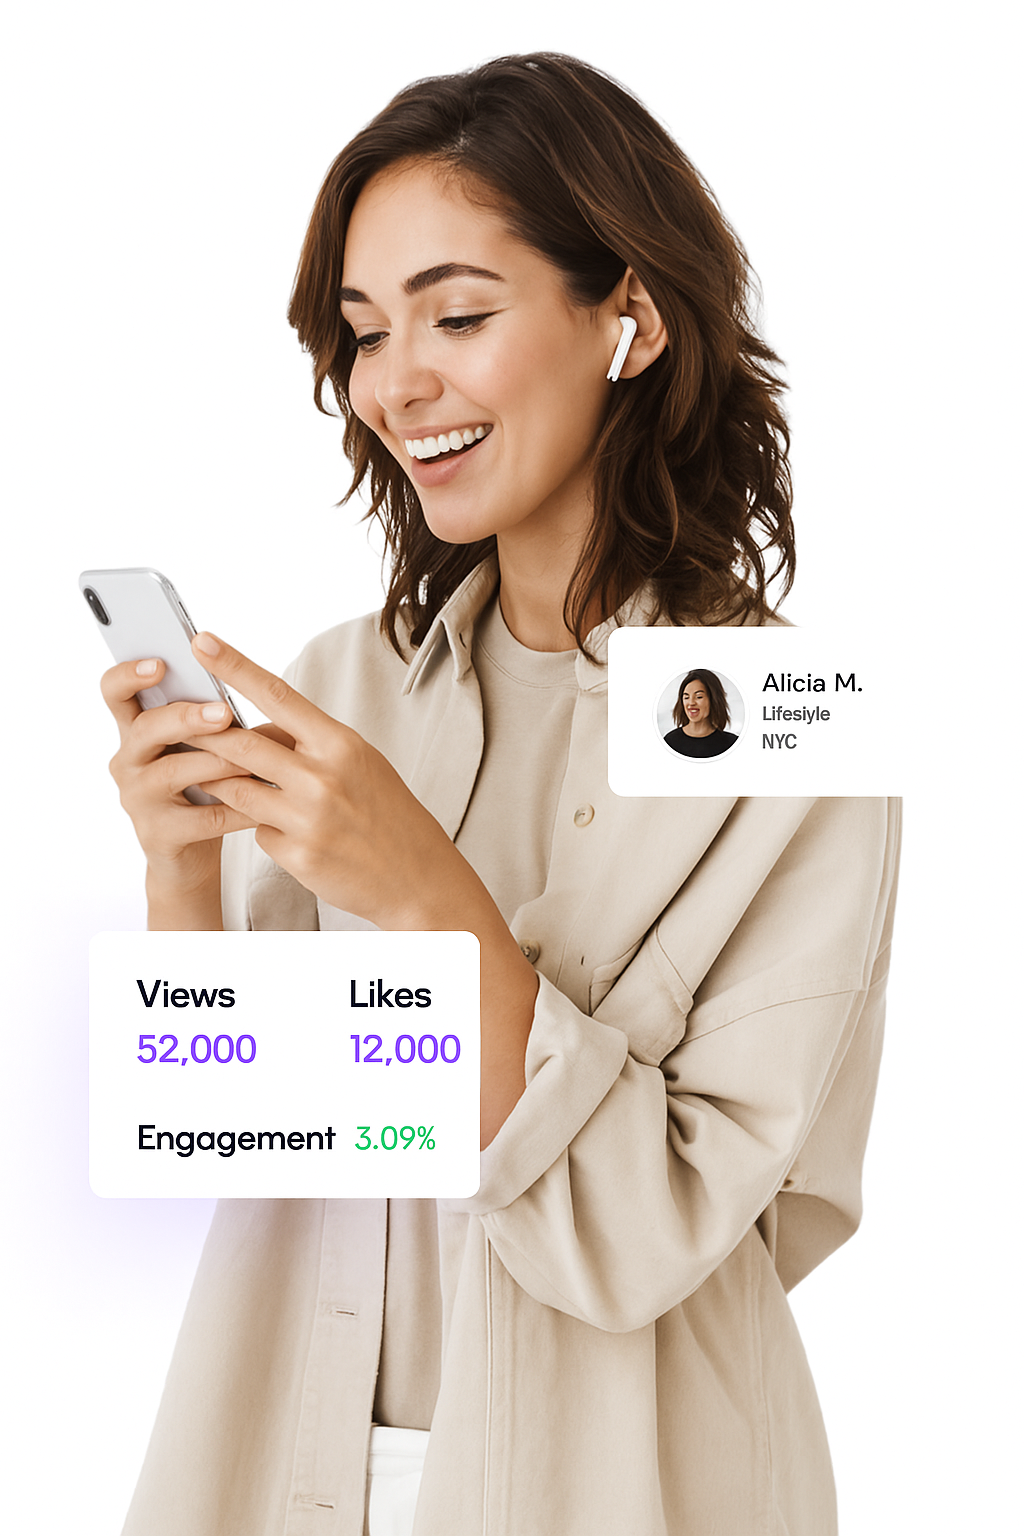 Alicia M.
Lifesiyle
NYC
Views Likes
52,000 12,000
Engagement 3.09%